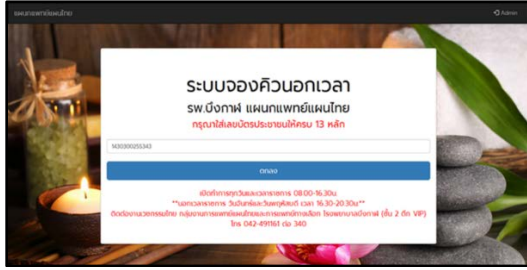 แผนกแพทย์แผนไทย
Admin
ระบบจองคิวนอกเวลา
รพ.บึงกาฬ แผนกแพทย์แผนไทย
กรุณาใส่เลขบัตรประชาชนให้ครบ 13 หลัก
1430300255343
ตกลง
เปิดทำการทุกวันและเวลาราชการ 08.00-16.30น.
**นอกเวลาราชการ วันจันทร์และวันพฤหัสบดี เวลา 16:30-20:30น**
ติดต่องานเวชกรรมไทย กลุ่มงานการแพทย์แผนไทยและการแพทย์ทางเลือก โรงพยาบาลบึงกาฬ (ชั้น 2 ตึก VIP)
โทร 042-491161 ต่อ 340